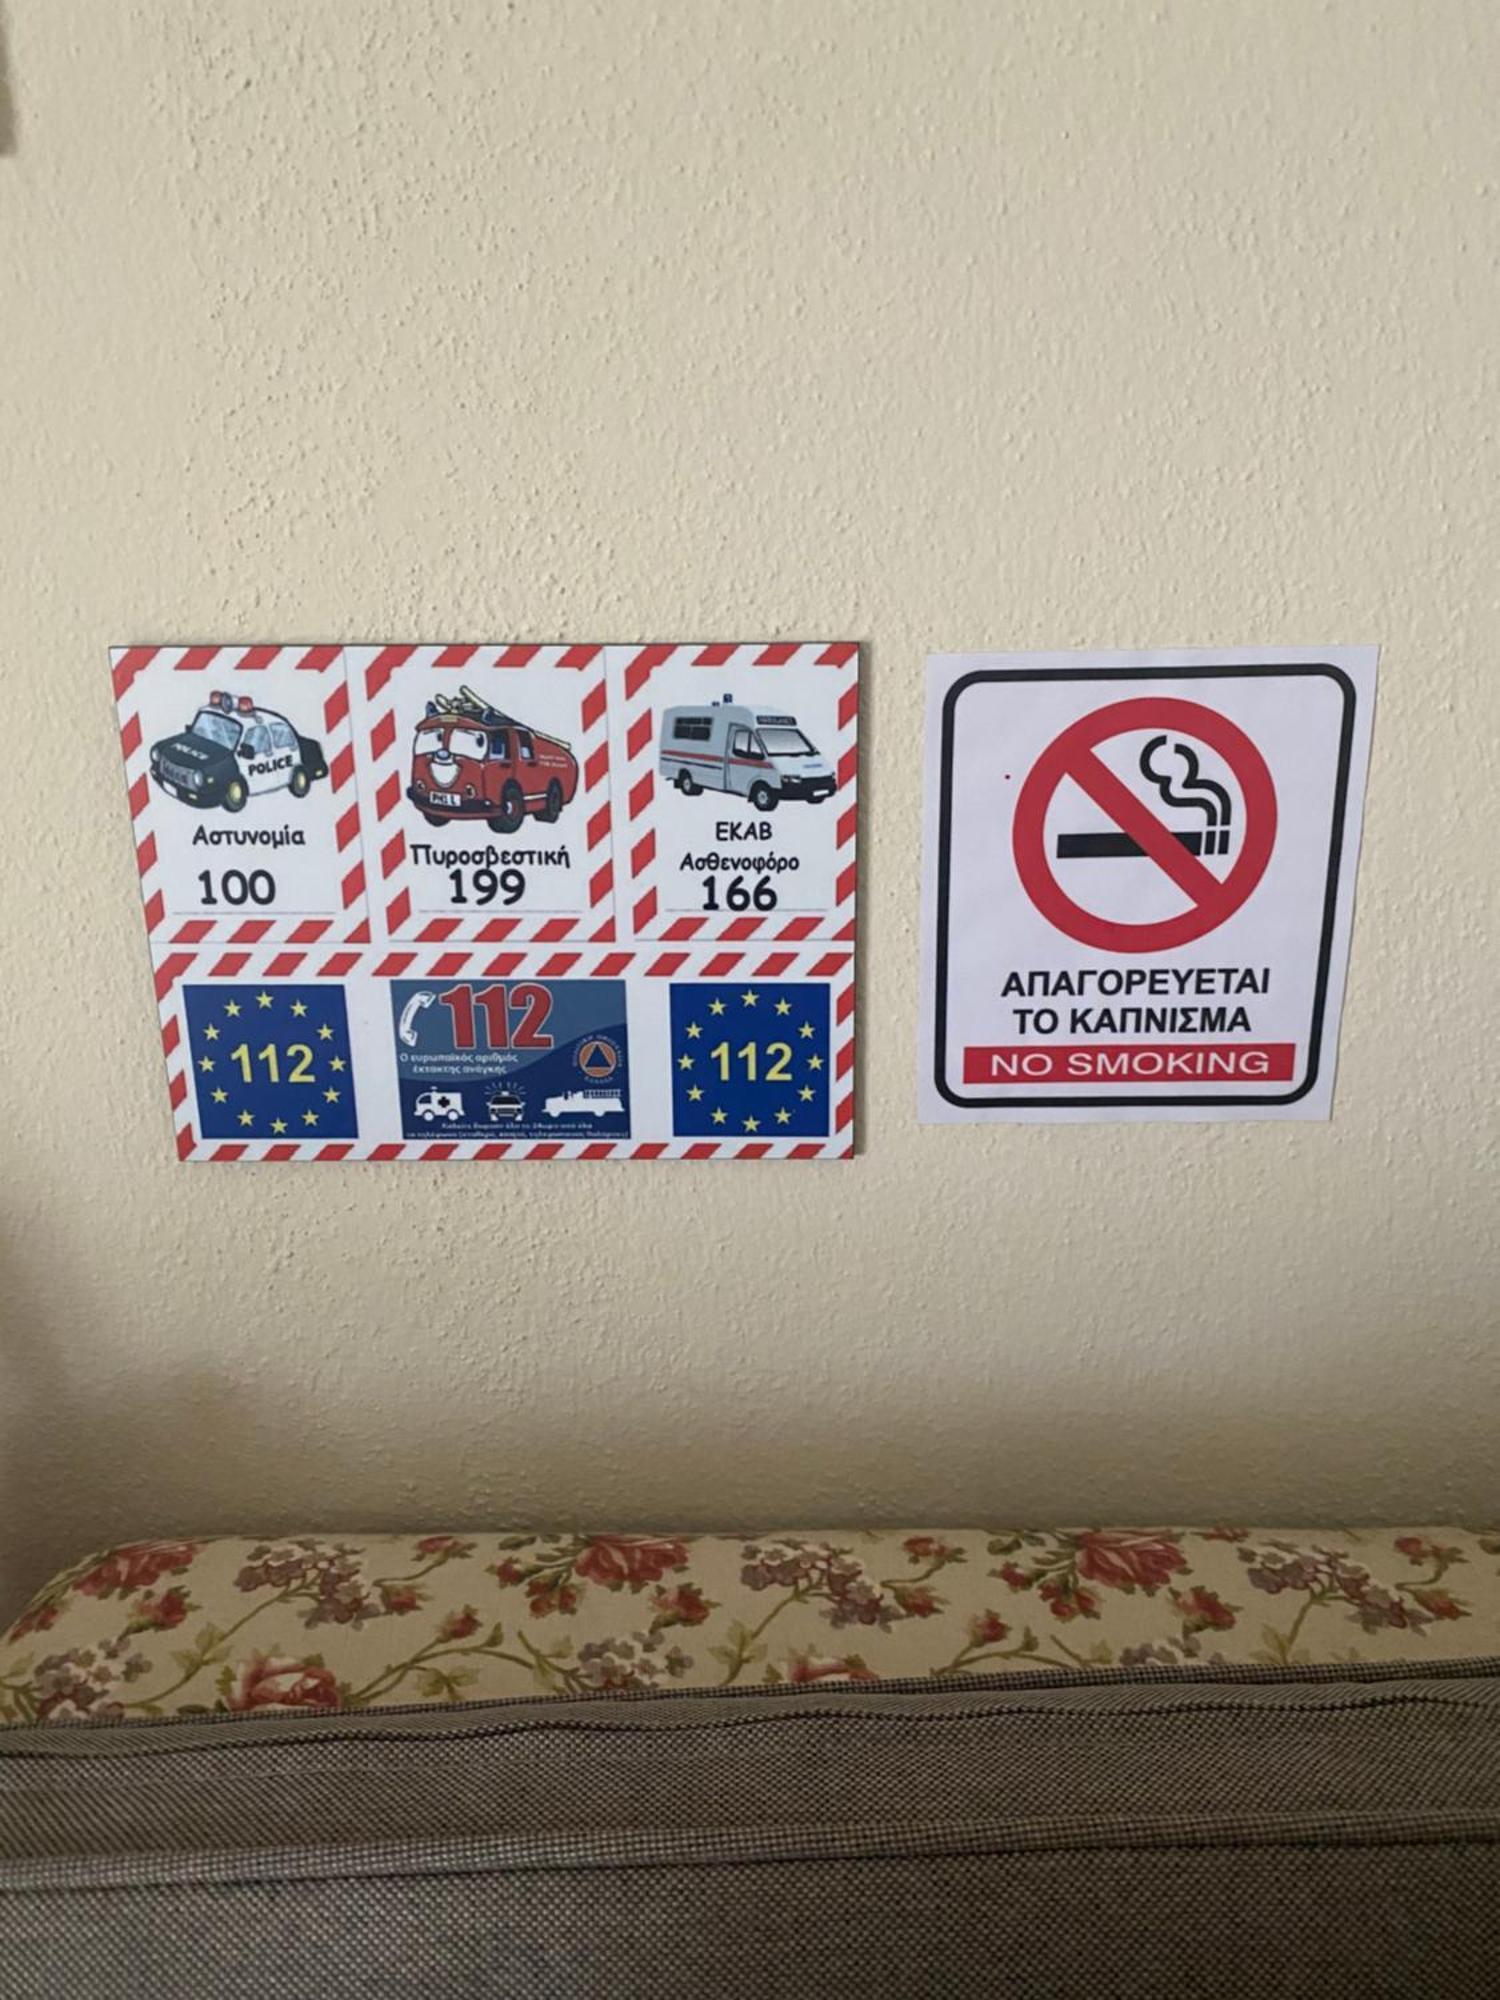 POLICE
POLICE
Αστυνομία
100
Πυροσβεστική
199
ΕΚΑΒ
Ασθενοφόρο
166
112
112
Ο ευρωπαϊκός αριθμός
έκτακτης ανάγκης
112
ΑΠΑΓΟΡΕΥΕΤΑΙ
ΤΟ ΚΑΠΝΙΣΜΑ
NO SMOKING